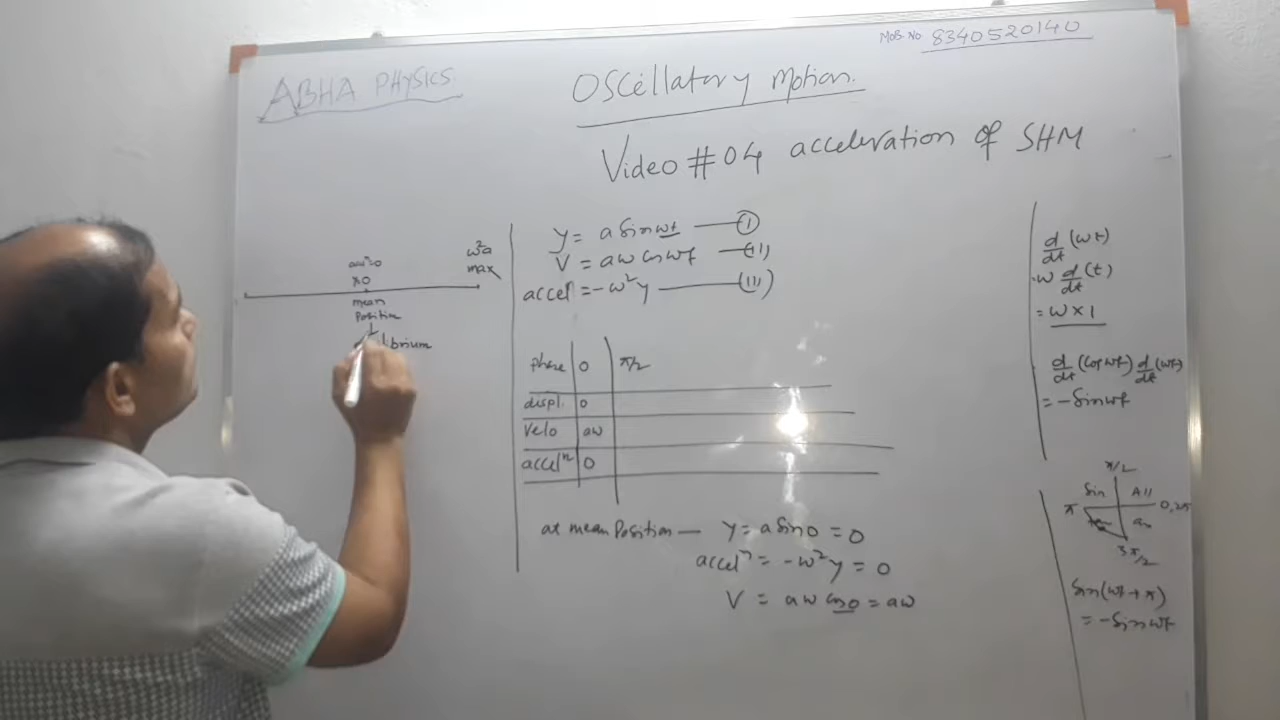 MOB. NO 8340520140
ABHA PHYSICS
OSCillatory Motion.
Video #04 acceleration of SHM
y = a sin ωt — (I)
V = aω cos ωt — (II)
accelⁿ = -ω²y — (III)
ω²a
max
mean
Position
phase 0 π/2
displ. 0
Velo aω
accelⁿ 0
at mean Position — y = a sin 0 = 0
accelⁿ = -ω²y = 0
V = aω cos 0 = aω
d/dt (ωt)
ω d/dt (t)
= ω × 1
d/dt (cos ωt) d/dt (ωt)
= - sin ωt
π/2
Sin All
π 0, 2π
3π/2
Sin(ωt + π)
= - Sin ωt